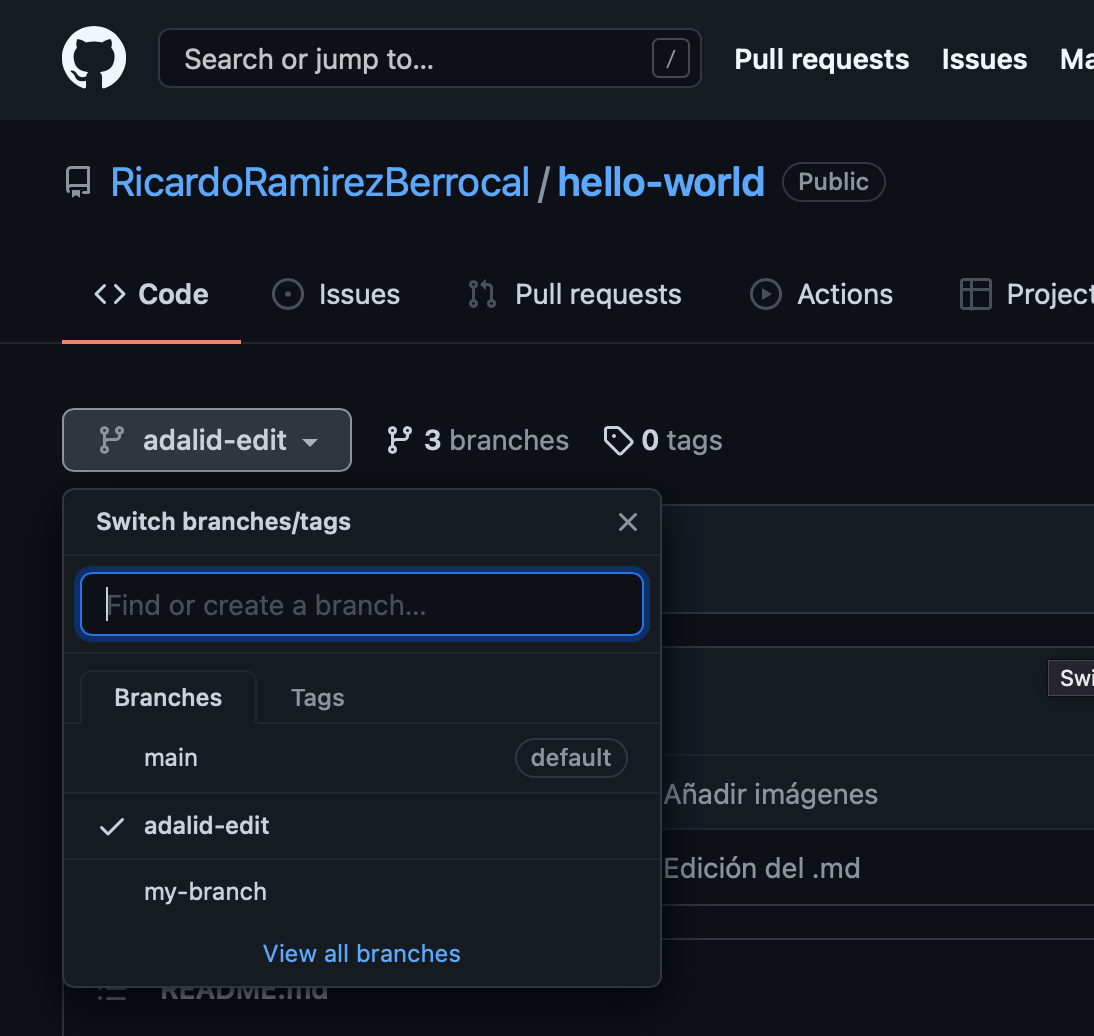 Search or jump to... /
Pull requests Issues Ma
RicardoRamirezBerrocal / hello-world Public
Code Issues Pull requests Actions Project
adalid-edit 3 branches 0 tags
Switch branches/tags
Find or create a branch...
Swi
Branches Tags
main default
Añadir imágenes
adalid-edit
Edición del .md
my-branch
View all branches
README.md